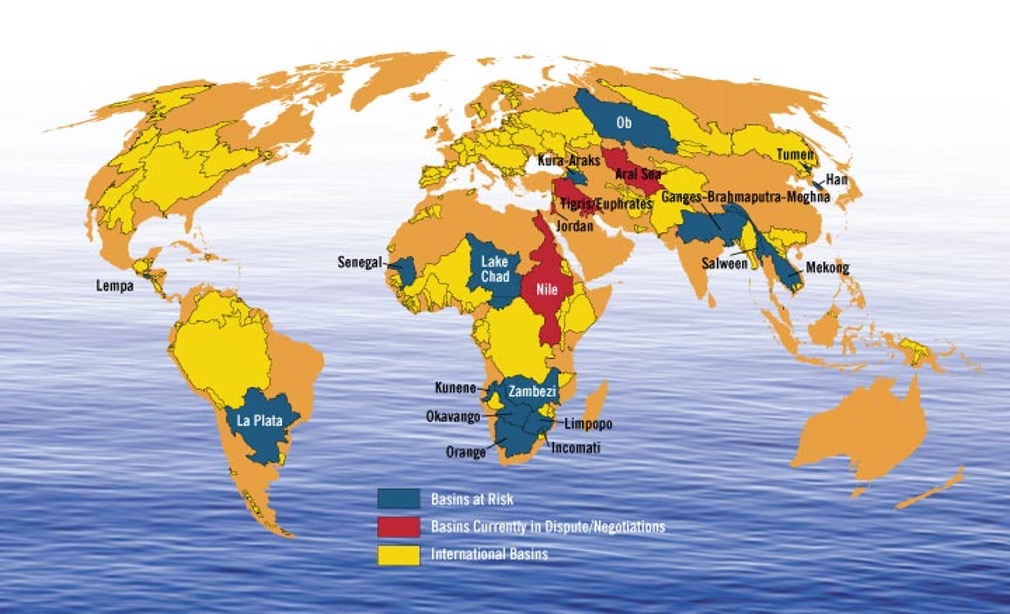 Ob
Kura-Araks
Tumen
Aral Sea
Han
Tigris/Euphrates
Ganges-Brahmaputra-Meghna
Jordan
Senegal
Lake
Chad
Salween
Mekong
Lempa
Nile
Kunene
Zambezi
La Plata
Okavango
Limpopo
Orange
Incomati
Basins at Risk
Basins Currently in Dispute/Negotiations
International Basins